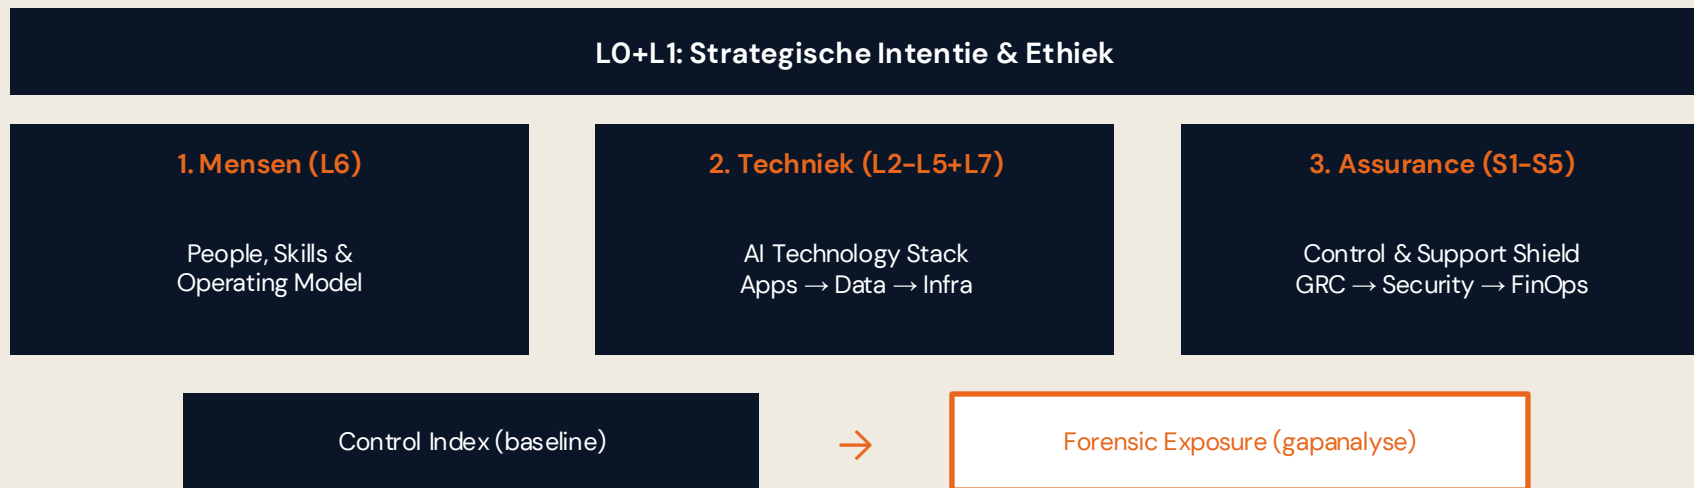 L0+L1: Strategische Intentie & Ethiek
1. Mensen (L6)
People, Skills &
Operating Model
2. Techniek (L2-L5+L7)
AI Technology Stack
Apps → Data → Infra
3. Assurance (S1-S5)
Control & Support Shield
GRC → Security → FinOps
Control Index (baseline)
→
Forensic Exposure (gapanalyse)